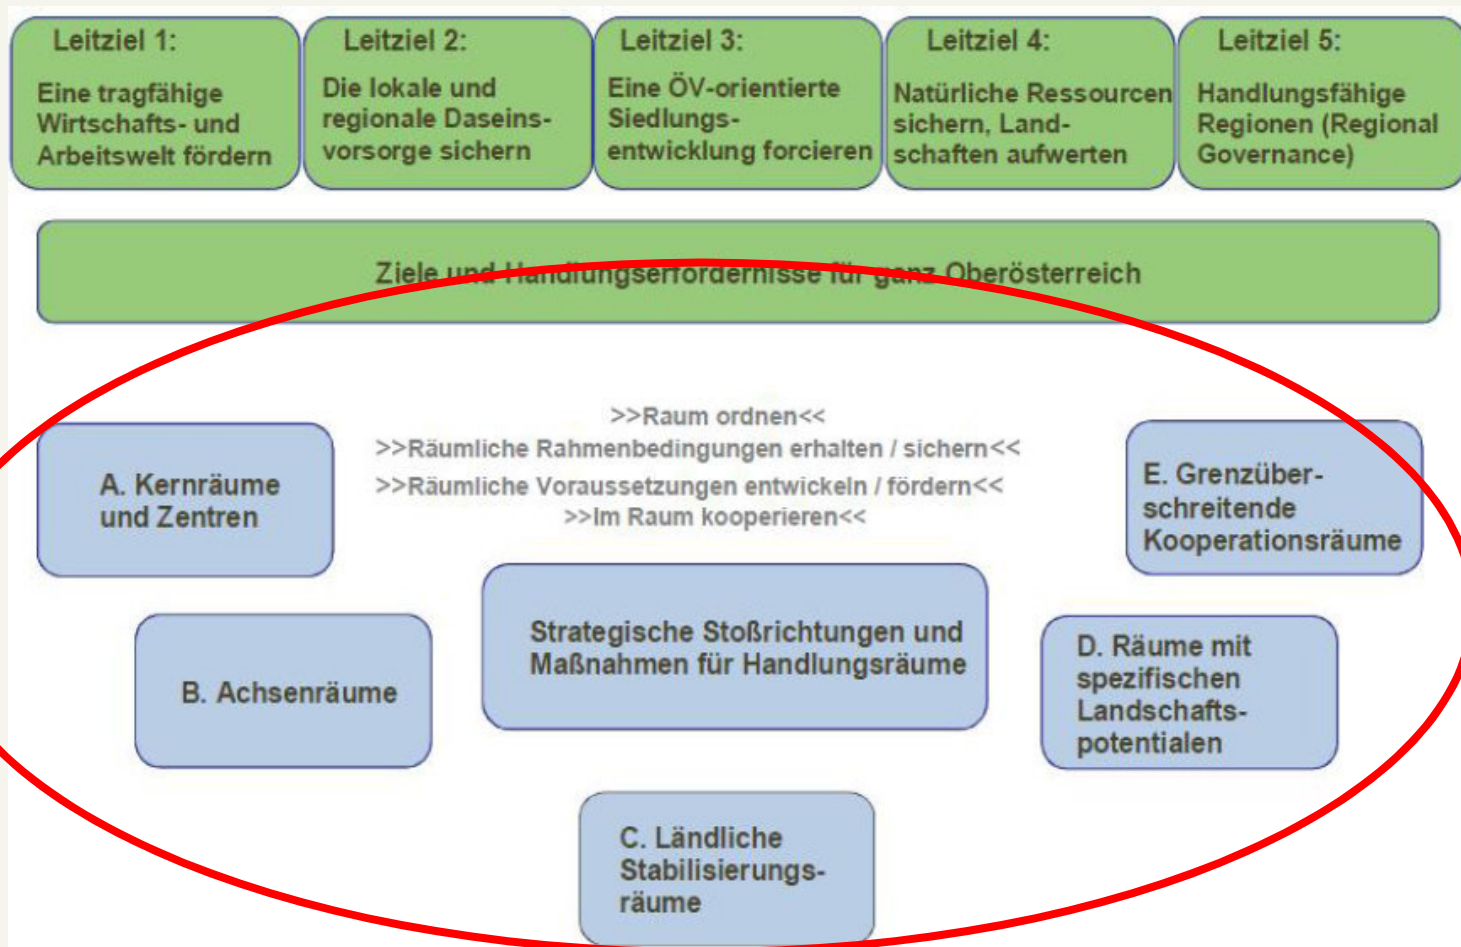 Leitziel 1:
Eine tragfähige
Wirtschafts- und
Arbeitswelt fördern
Leitziel 2:
Die lokale und
regionale Daseins-
vorsorge sichern
Leitziel 3:
Eine ÖV-orientierte
Siedlungs-
entwicklung forcieren
Leitziel 4:
Natürliche Ressourcen
sichern, Land-
schaften aufwerten
Leitziel 5:
Handlungsfähige
Regionen (Regional
Governance)
Ziele und Handlungserfordernisse für ganz Oberösterreich
>>Raum ordnen<<
>>Räumliche Rahmenbedingungen erhalten / sichern<<
>>Räumliche Voraussetzungen entwickeln / fördern<<
>>Im Raum kooperieren<<
A. Kernräume
und Zentren
B. Achsenräume
Strategische Stoßrichtungen und
Maßnahmen für Handlungsräume
C. Ländliche
Stabilisierungs-
räume
D. Räume mit
spezifischen
Landschafts-
potentialen
E. Grenzüber-
schreitende
Kooperationsräume